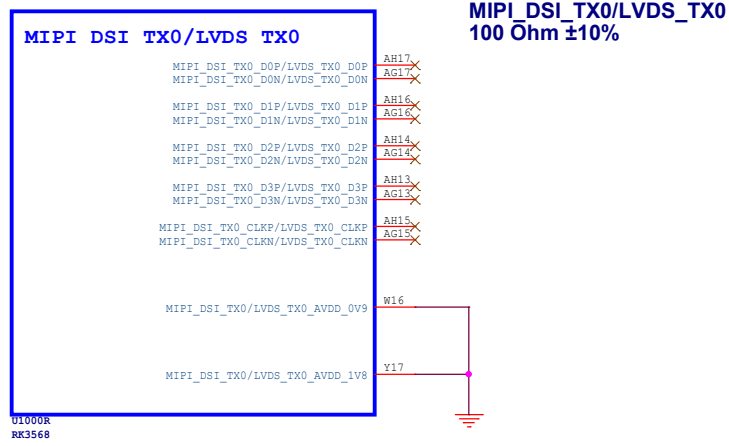 MIPI_DSI_TX0/LVDS_TX0
100 Ohm ±10%
MIPI DSI TX0/LVDS TX0
MIPI_DSI_TX0_D0P/LVDS_TX0_D0P AH17
MIPI_DSI_TX0_D0N/LVDS_TX0_D0N AG17
MIPI_DSI_TX0_D1P/LVDS_TX0_D1P AH16
MIPI_DSI_TX0_D1N/LVDS_TX0_D1N AG16
MIPI_DSI_TX0_D2P/LVDS_TX0_D2P AH14
MIPI_DSI_TX0_D2N/LVDS_TX0_D2N AG14
MIPI_DSI_TX0_D3P/LVDS_TX0_D3P AH13
MIPI_DSI_TX0_D3N/LVDS_TX0_D3N AG13
MIPI_DSI_TX0_CLKP/LVDS_TX0_CLKP AH15
MIPI_DSI_TX0_CLKN/LVDS_TX0_CLKN AG15
MIPI_DSI_TX0/LVDS_TX0_AVDD_0V9 W16
MIPI_DSI_TX0/LVDS_TX0_AVDD_1V8 Y17
U1000R
RK3568